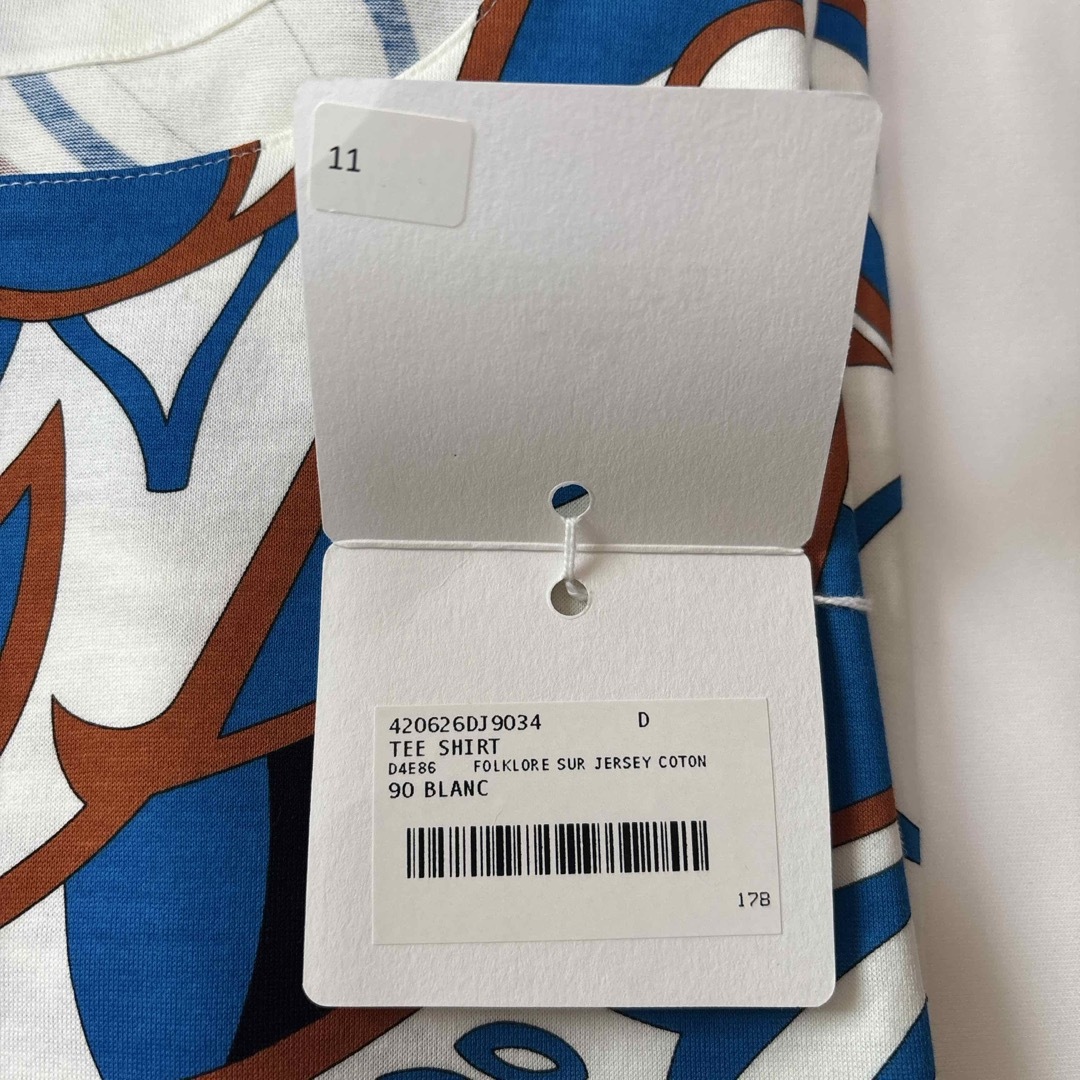 11
420626DJ9034 D
TEE SHIRT
D4E86 FOLKLORE SUR JERSEY COTON
90 BLANC
17B